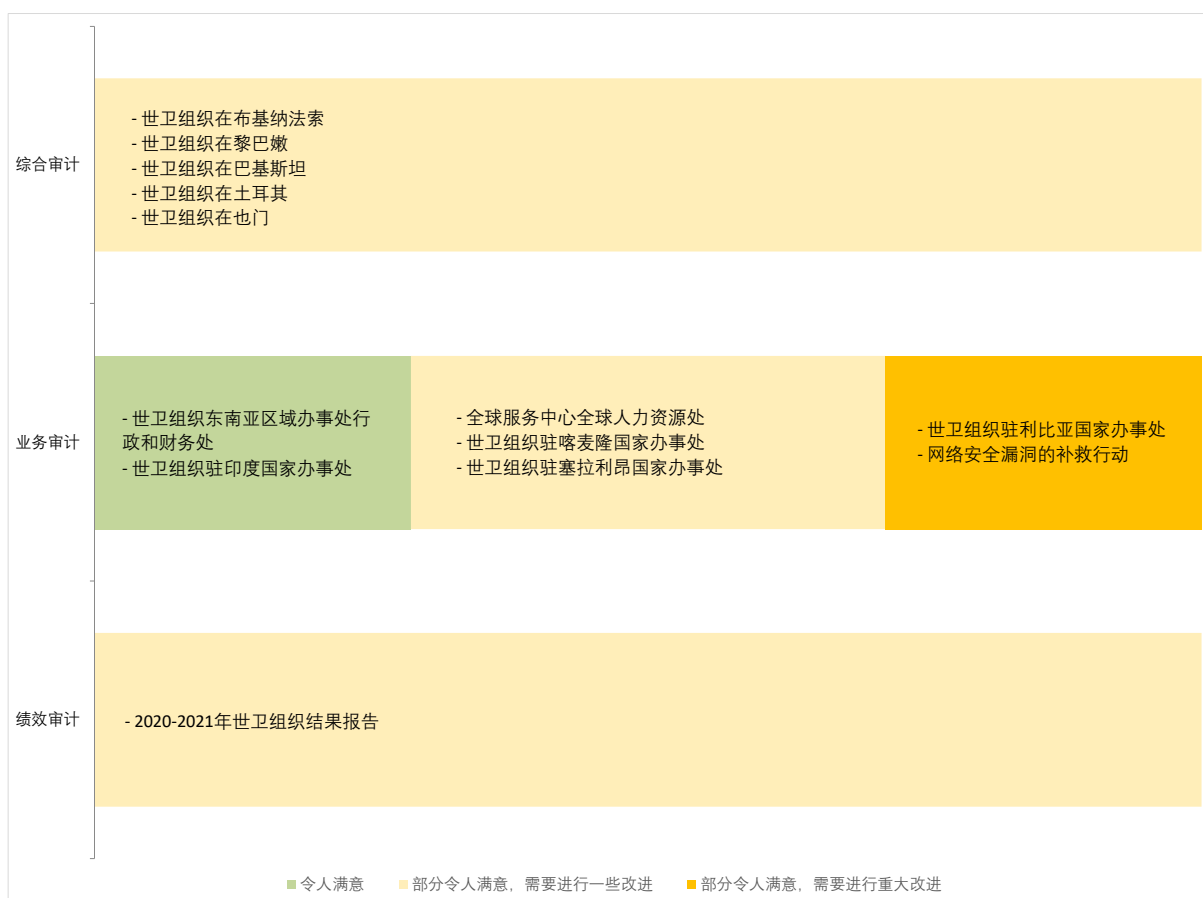 综合审计
- 世卫组织在布基纳法索
- 世卫组织在黎巴嫩
- 世卫组织在巴基斯坦
- 世卫组织在土耳其
- 世卫组织在也门
业务审计
- 世卫组织东南亚区域办事处行
政和财务处
- 世卫组织驻印度国家办事处
- 全球服务中心全球人力资源处
- 世卫组织驻喀麦隆国家办事处
- 世卫组织驻塞拉利昂国家办事处
- 世卫组织驻利比亚国家办事处
- 网络安全漏洞的补救行动
绩效审计
- 2020-2021年世卫组织结果报告
令人满意
部分令人满意，需要进行一些改进
部分令人满意，需要进行重大改进